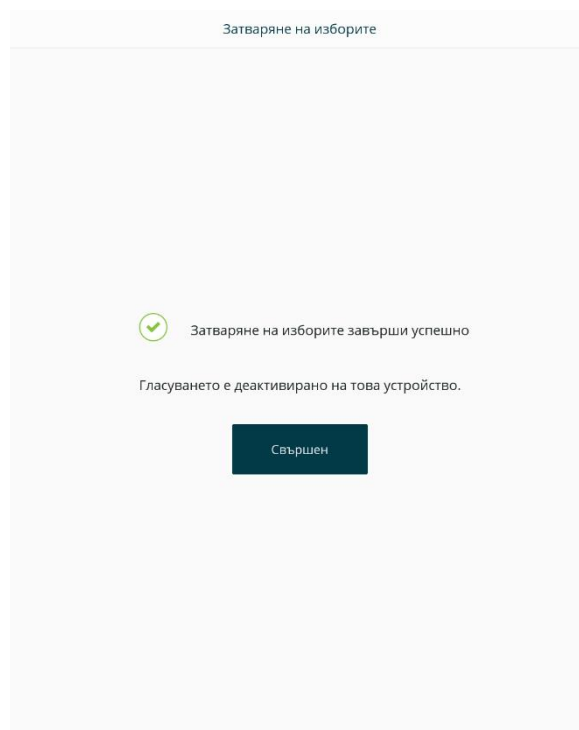 Затваряне на изборите
Затваряне на изборите завърши успешно
Гласуването е деактивирано на това устройство.
Свършен